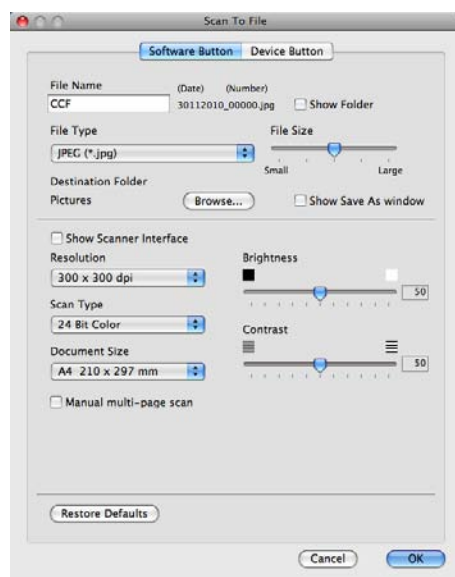 Scan To File
Software Button Device Button
File Name (Date) (Number)
CCF 30112010_00000.jpg Show Folder
File Type File Size
JPEG (*.jpg)
Small Large
Destination Folder
Pictures Browse... Show Save As window
Show Scanner Interface
Resolution Brightness
300 x 300 dpi
50
Scan Type
24 Bit Color Contrast
Document Size
A4 210 x 297 mm 50
Manual multi-page scan
Restore Defaults
Cancel OK